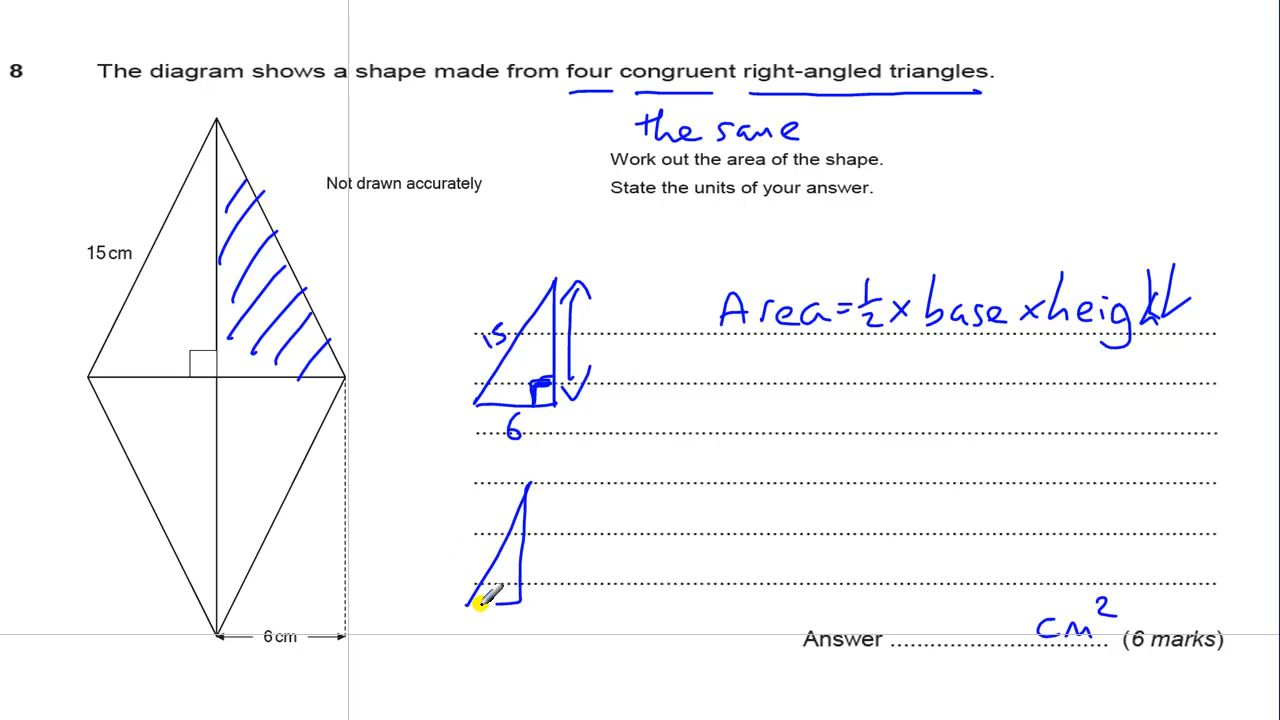 8 The diagram shows a shape made from four congruent right-angled triangles.
the same
Work out the area of the shape.
Not drawn accurately
State the units of your answer.
15 cm
Area = 1/2 x base x height
15
6
6 cm
Answer .................................... cm² (6 marks)